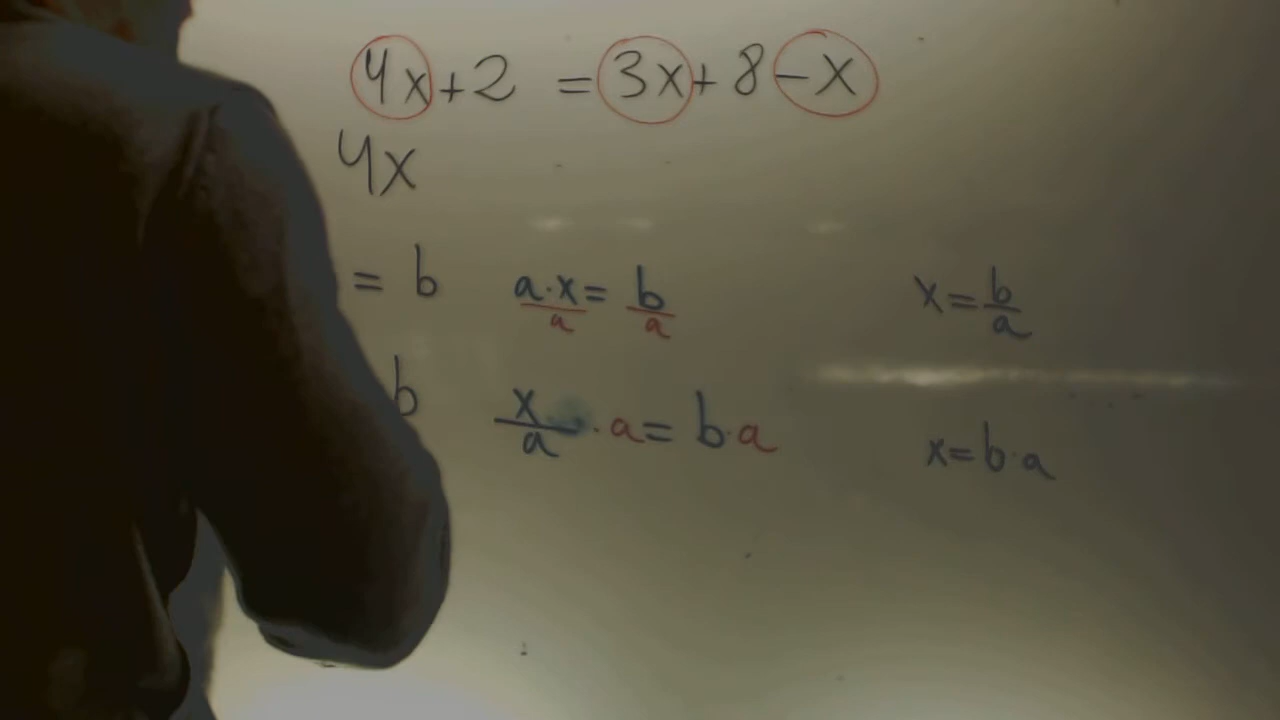 4x+2 = 3x+8-x
4x
= b a·x/a = b/a x = b/a
b x/a ·a = b·a x=b·a